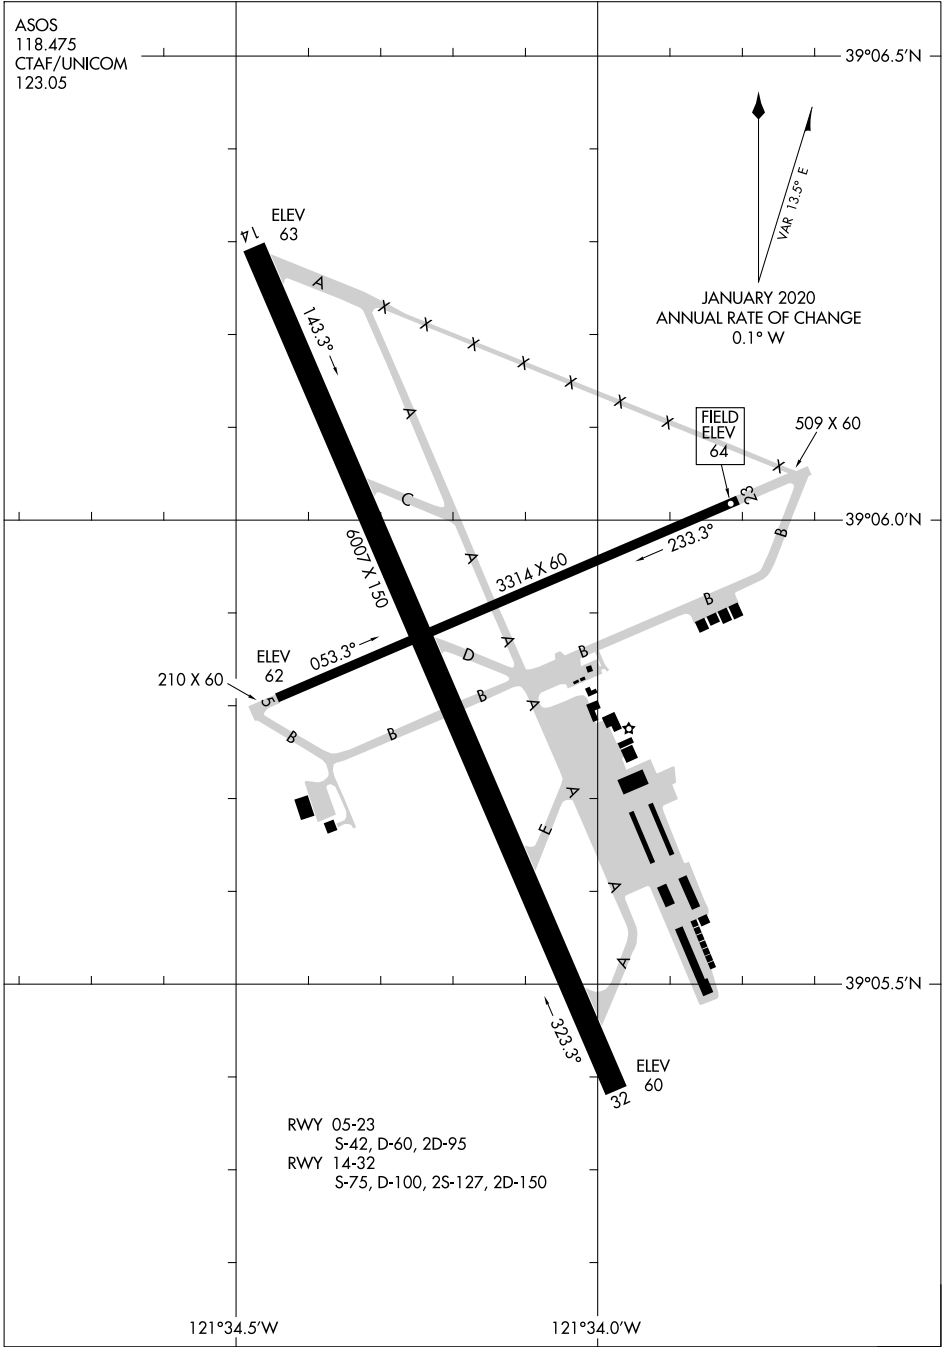 ASOS
118.475
CTAF/UNICOM
123.05
39°06.5'N
VAR 13.5° E
JANUARY 2020
ANNUAL RATE OF CHANGE
0.1° W
14
ELEV
63
A
X
X
X
X
X
X
X
X
143.3°
A
FIELD
ELEV
64
509 X 60
23
C
39°06.0'N
6007 X 150
A
3314 X 60
233.3°
B
B
A
B
D
053.3°
ELEV
62
210 X 60
5
B
B
B
A
A
E
A
A
39°05.5'N
323.3°
ELEV
60
32
RWY 05-23
S-42, D-60, 2D-95
RWY 14-32
S-75, D-100, 2S-127, 2D-150
121°34.5'W
121°34.0'W